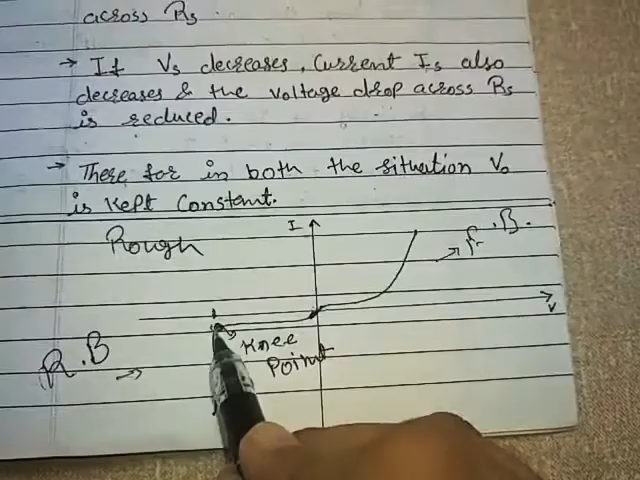 across Rs.
→ If Vs decreases, Current Is also
decreases & the voltage drop across Rs
is reduced.
→ There for in both the situation Vo
is Kept Constant.
Rough
I
→ F.B.
V
Knee
Point
R.B →